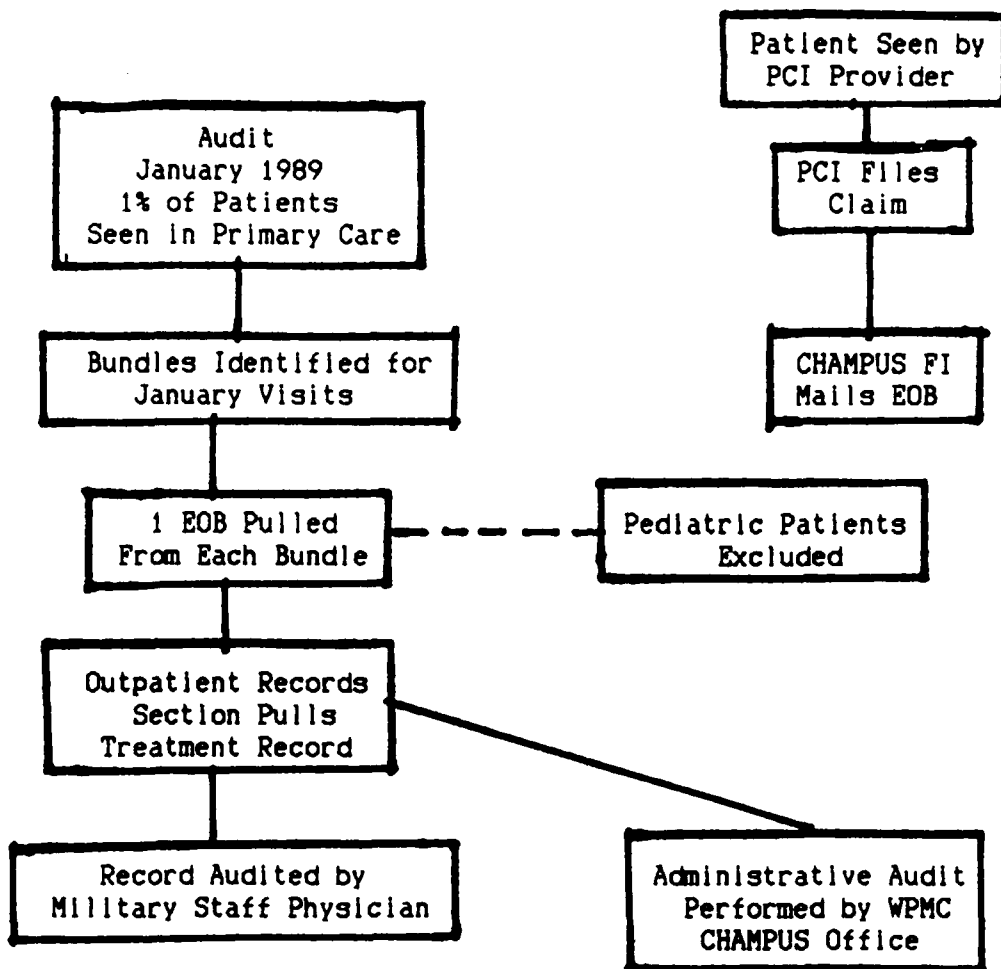 Patient Seen by
PCI Provider
Audit
January 1989
1% of Patients
Seen in Primary Care
PCI Files
Claim
Bundles Identified for
January Visits
CHAMPUS FI
Mails EOB
1 EOB Pulled
From Each Bundle
Pediatric Patients
Excluded
Outpatient Records
Section Pulls
Treatment Record
Record Audited by
Military Staff Physician
Administrative Audit
Performed by WPMC
CHAMPUS Office